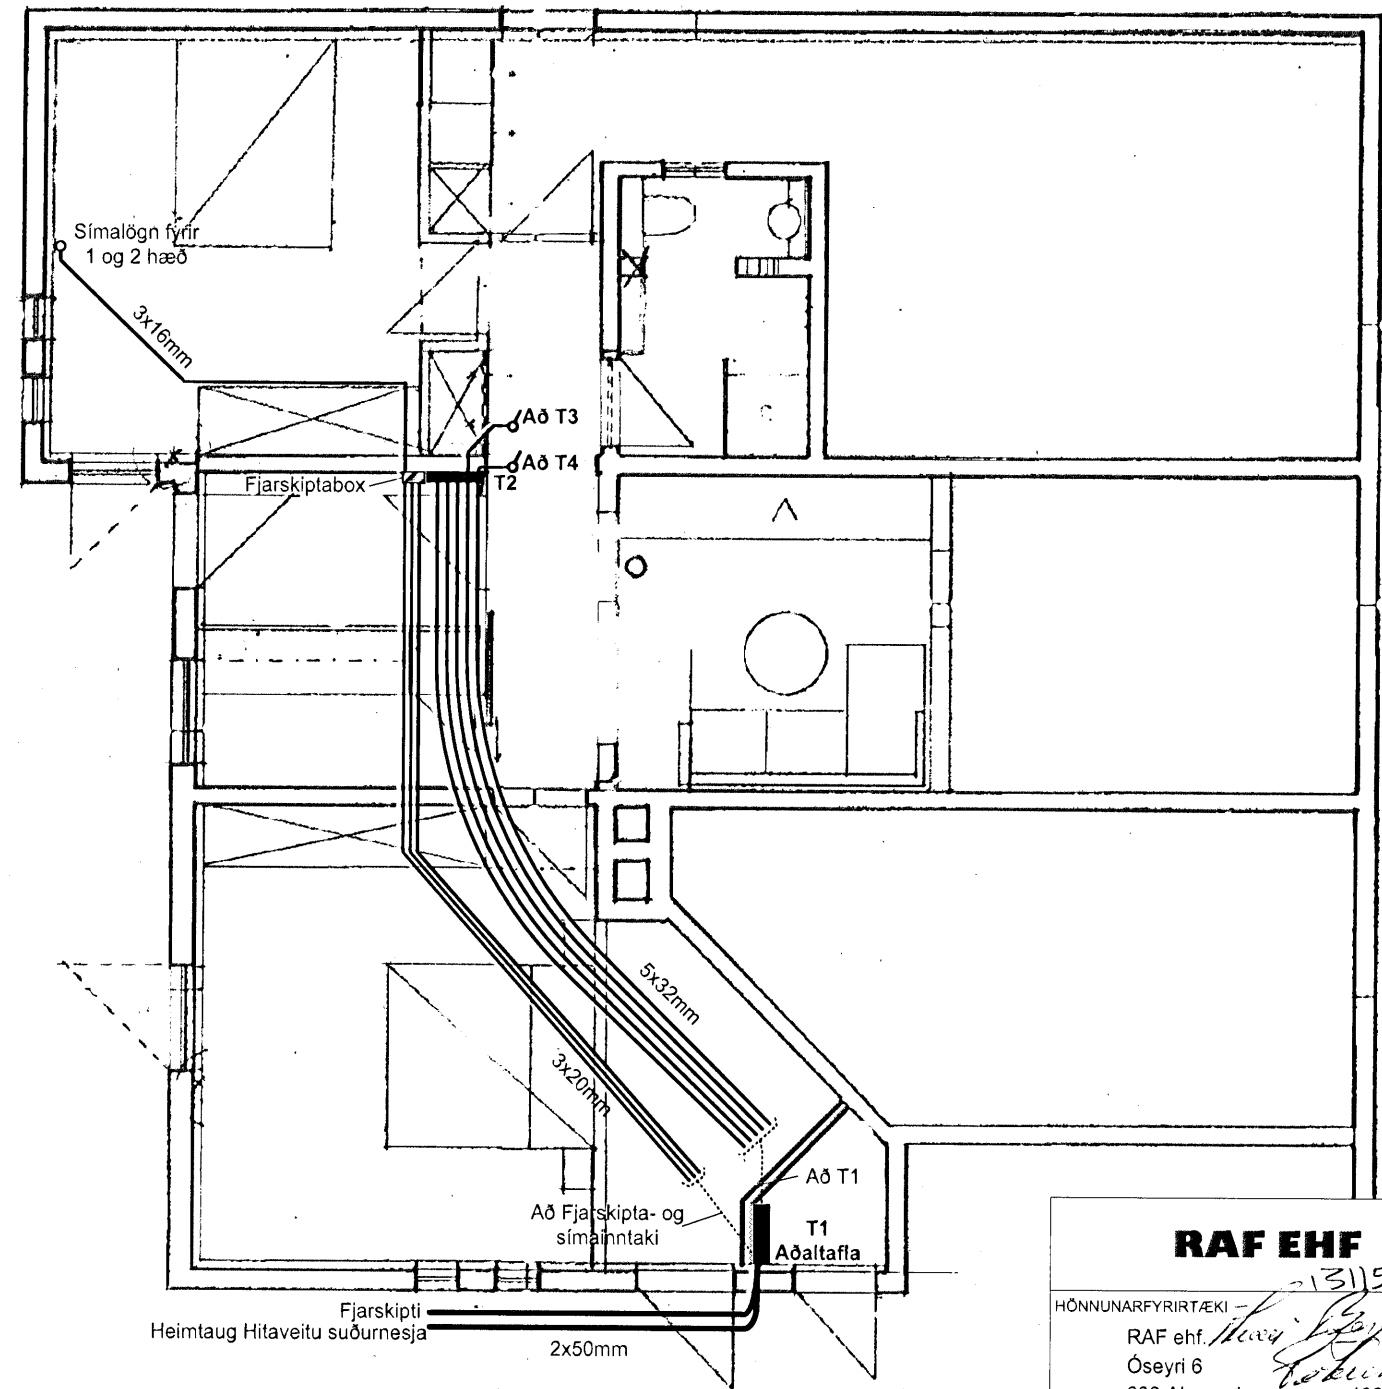 Símalögn fyrir
1 og 2 hæð
3x16mm
Að T3
Að T4
Fjarskiptabox
T2
5x32mm
3x20mm
Að T1
Að Fjarskipta- og
símainntaki
T1
Aðaltafla
Fjarskipti
Heimtaug Hitaveitu suðurnesja
2x50mm
RAF EHF
HÖNNUNARFYRIRTÆKI
RAF ehf.
Óseyri 6